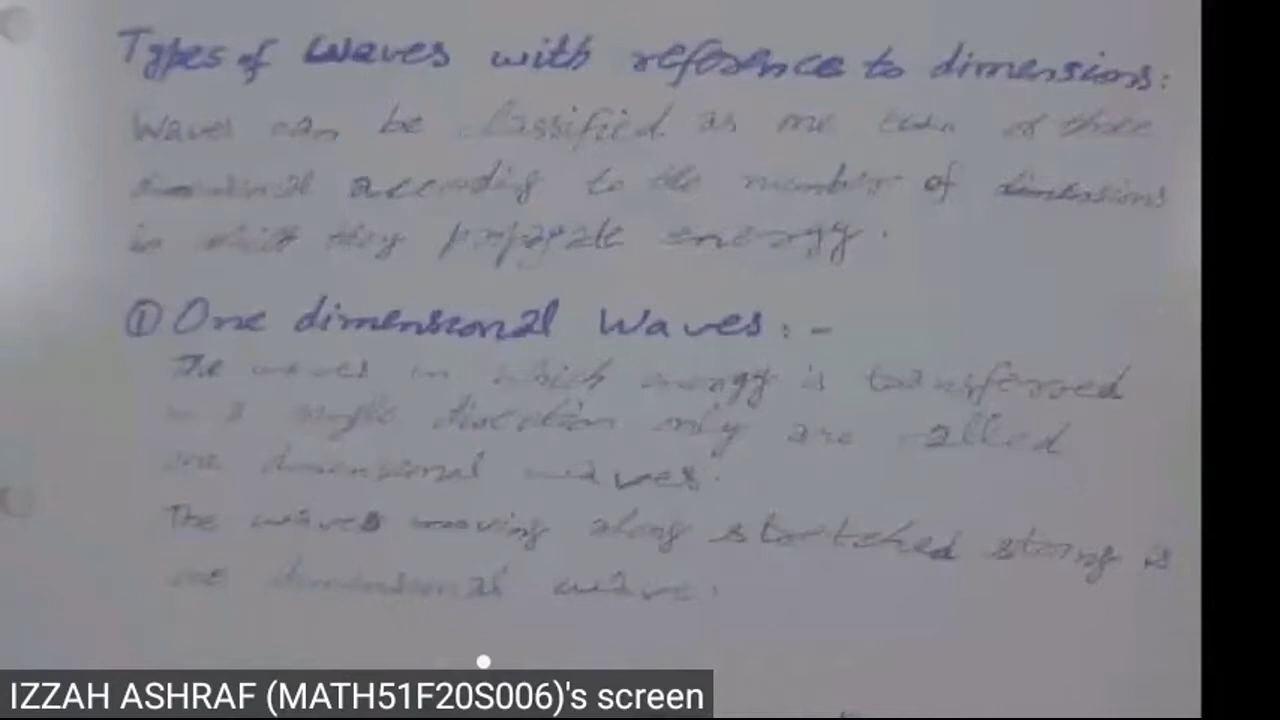 Types of waves with reference to dimensions:
Waves can be classified as one two or three
dimensional according to the number of dimensions
in which they propagate energy.
① One dimensional Waves: -
The waves in which energy is transferred
in a single direction only are called
one dimensional waves.
The waves moving along stretched string is
one dimensional wave.
IZZAH ASHRAF (MATH51F20S006)'s screen